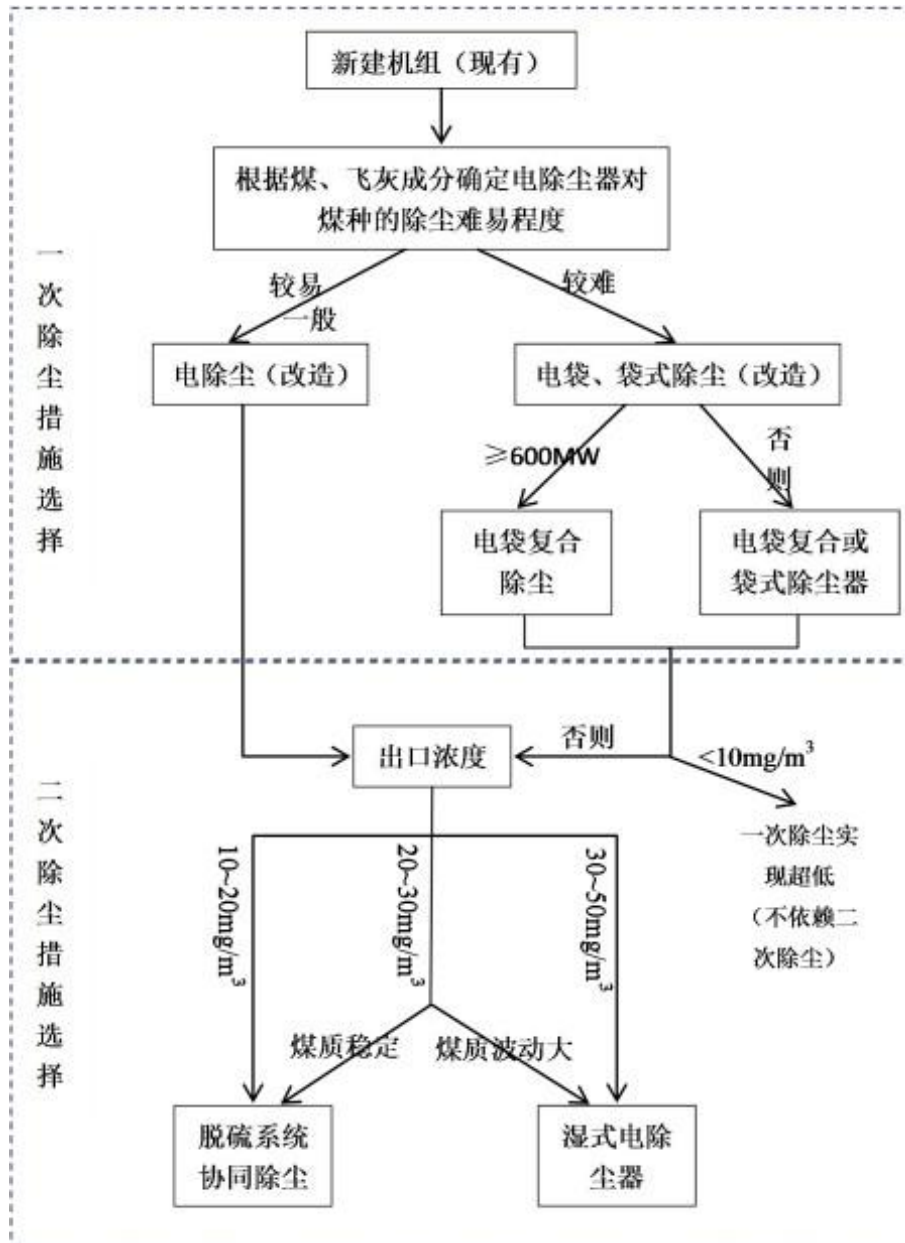 新建机组（现有）
根据煤、飞灰成分确定电除尘器对
煤种的除尘难易程度
较易
一般
较难
电除尘（改造）
电袋、袋式除尘（改造）
≥600MW
否
则
电袋复合
除尘
电袋复合或
袋式除尘器
一次除尘措施选择
出口浓度
否则
<10mg/m³
一次除尘实
现超低
（不依赖二
次除尘）
10~20mg/m³
20~30mg/m³
30~50mg/m³
煤质稳定
煤质波动大
脱硫系统
协同除尘
湿式电除
尘器
二次除尘措施选择